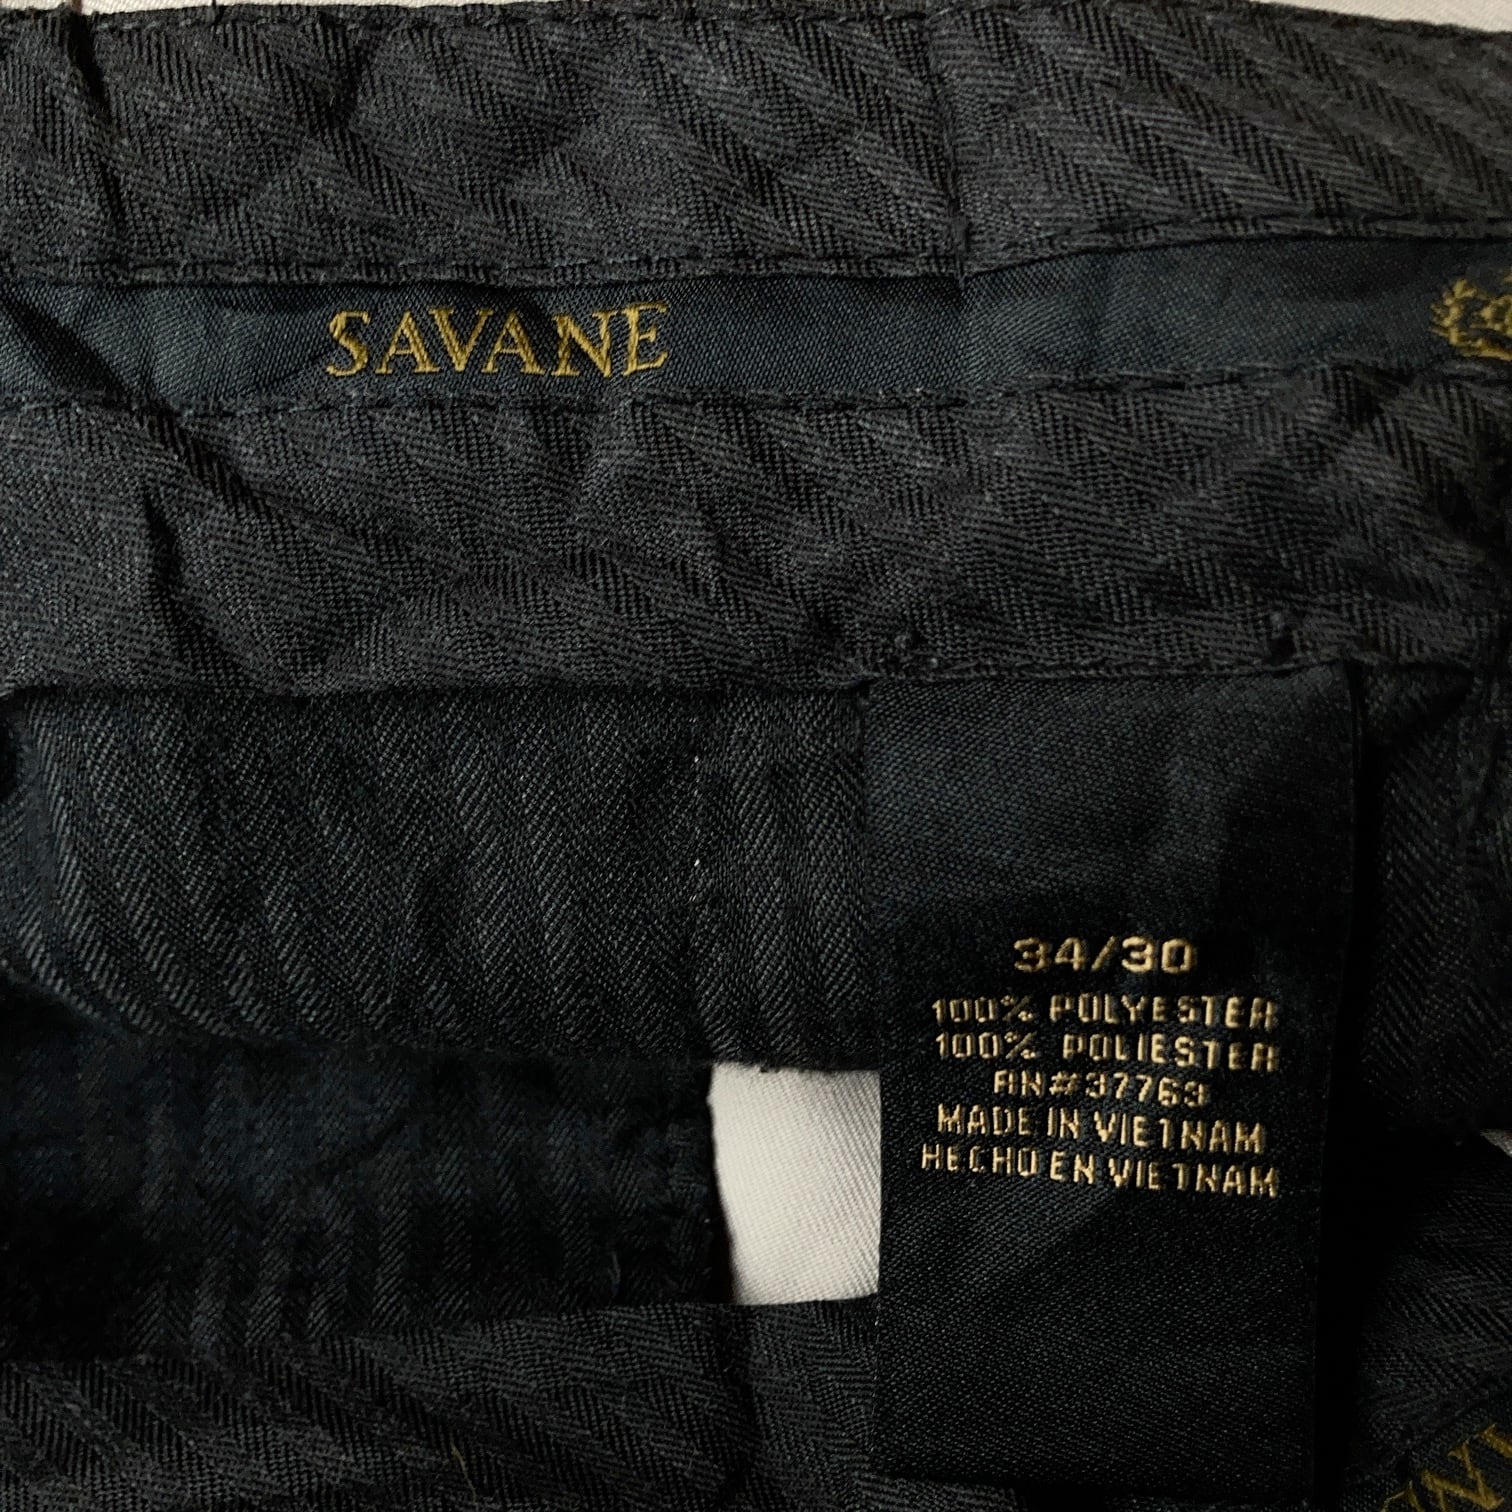 SAVANE
34/30
100% POLYESTER
100% POLIESTER
RN#37763
MADE IN VIETNAM
HECHO EN VIETNAM